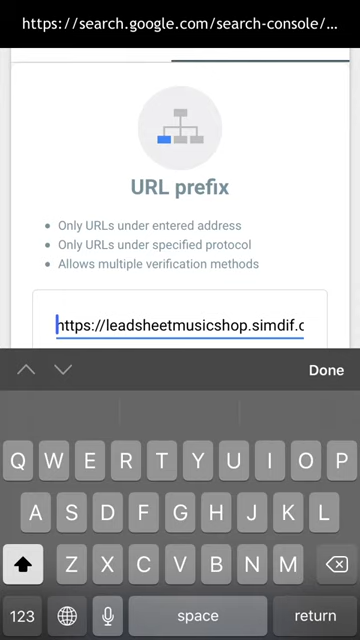 https://search.google.com/search-console/...
URL prefix
Only URLs under entered address
Only URLs under specified protocol
Allows multiple verification methods
https://leadsheetmusicshop.simdif.c
Done
Q W E R T Y U I O P
A S D F G H J K L
Z X C V B N M
123 space return